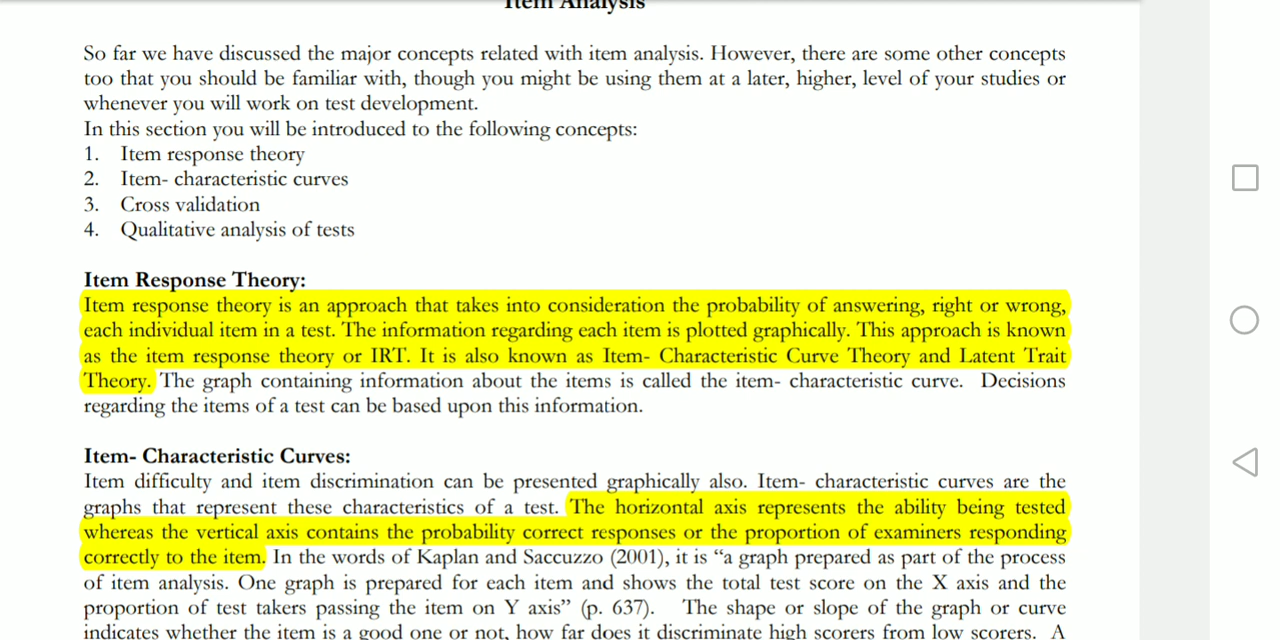 Item Analysis
So far we have discussed the major concepts related with item analysis. However, there are some other concepts
too that you should be familiar with, though you might be using them at a later, higher, level of your studies or
whenever you will work on test development.
In this section you will be introduced to the following concepts:
1. Item response theory
2. Item- characteristic curves
3. Cross validation
4. Qualitative analysis of tests
Item Response Theory:
Item response theory is an approach that takes into consideration the probability of answering, right or wrong,
each individual item in a test. The information regarding each item is plotted graphically. This approach is known
as the item response theory or IRT. It is also known as Item- Characteristic Curve Theory and Latent Trait
Theory. The graph containing information about the items is called the item- characteristic curve. Decisions
regarding the items of a test can be based upon this information.
Item- Characteristic Curves:
Item difficulty and item discrimination can be presented graphically also. Item- characteristic curves are the
graphs that represent these characteristics of a test. The horizontal axis represents the ability being tested
whereas the vertical axis contains the probability correct responses or the proportion of examiners responding
correctly to the item. In the words of Kaplan and Saccuzzo (2001), it is “a graph prepared as part of the process
of item analysis. One graph is prepared for each item and shows the total test score on the X axis and the
proportion of test takers passing the item on Y axis” (p. 637). The shape or slope of the graph or curve
indicates whether the item is a good one or not, how far does it discriminate high scorers from low scorers. A